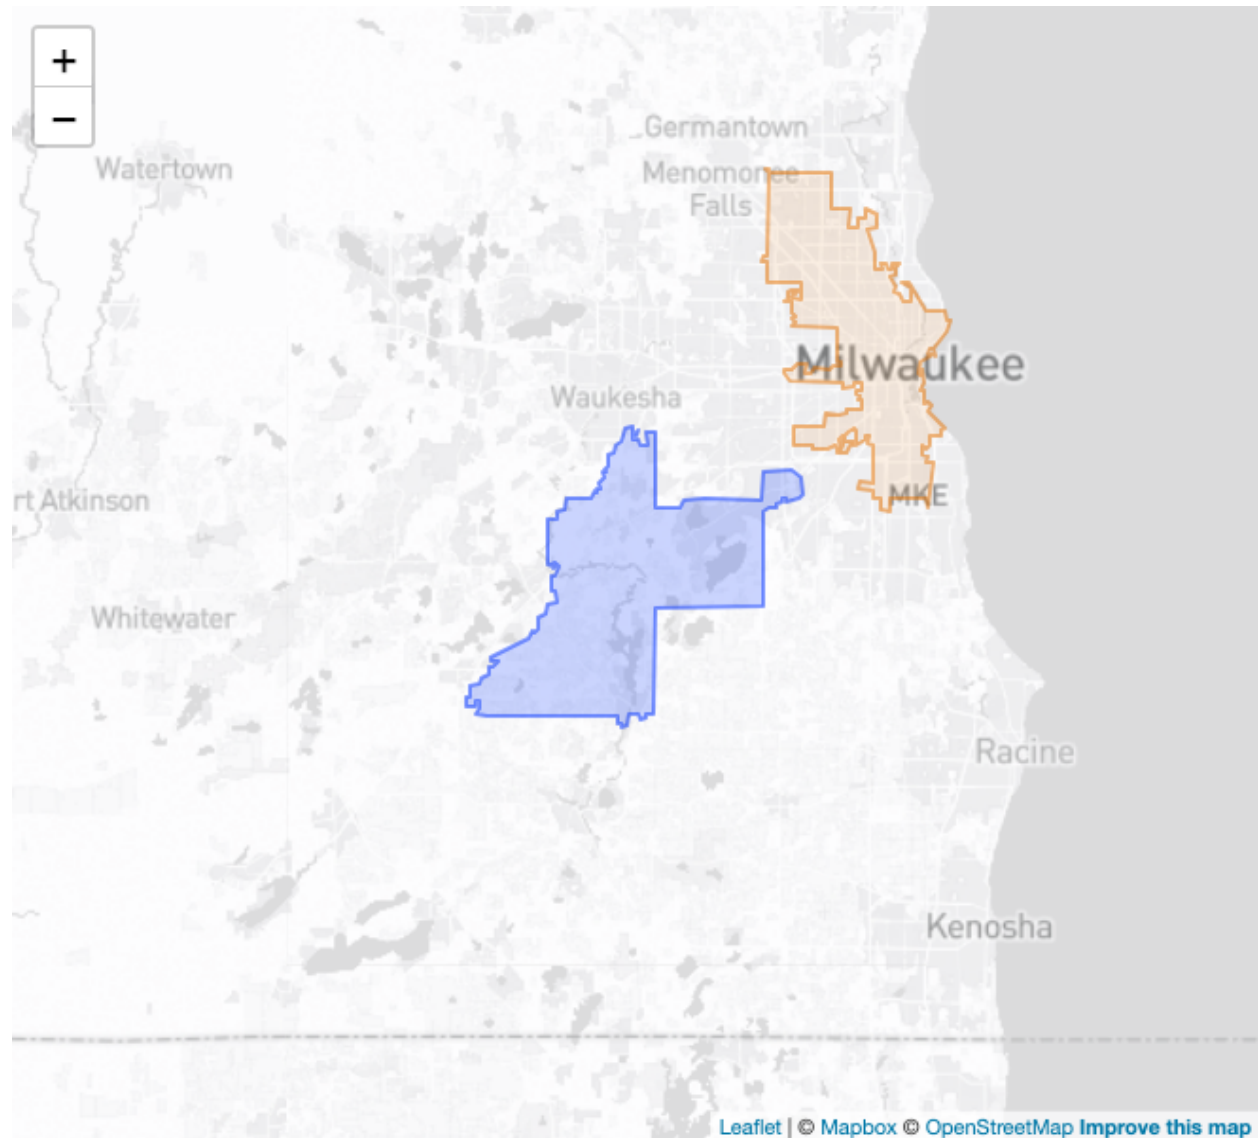 +
−
Germantown
Watertown
Menomonee
Falls
Milwaukee
Waukesha
MKE
rt Atkinson
Whitewater
Racine
Kenosha
Leaflet | © Mapbox © OpenStreetMap Improve this map